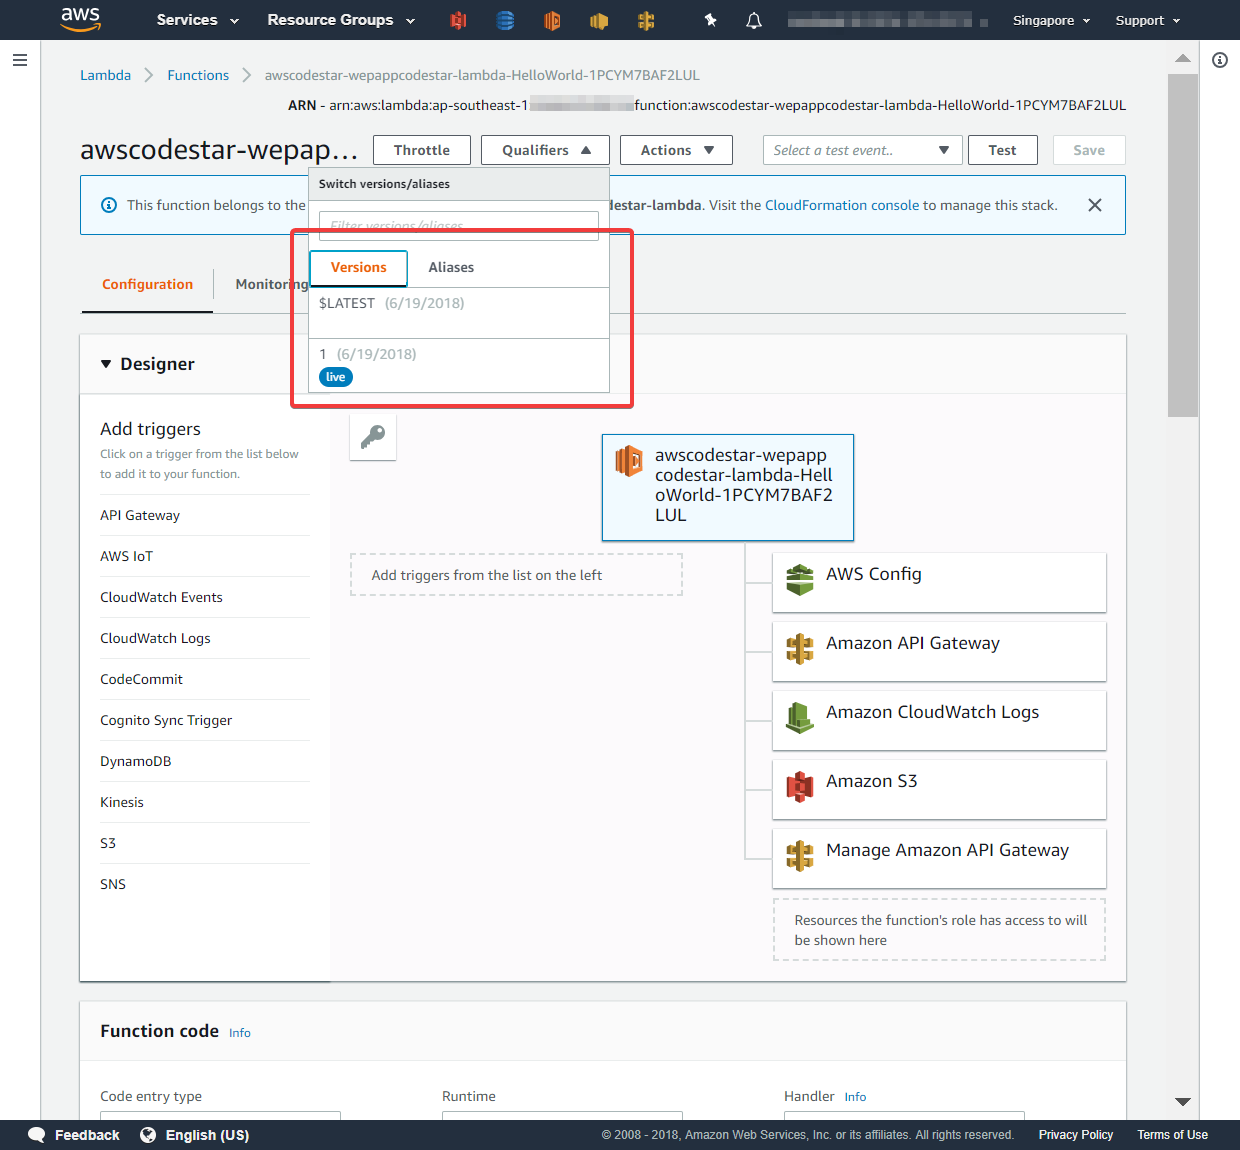 aws
Services
Resource Groups
Singapore
Support
Lambda
Functions
awscodestar-wepappcodestar-lambda-HelloWorld-1PCYM7BAF2LUL
ARN - arn:aws:lambda:ap-southeast-1 function:awscodestar-wepappcodestar-lambda-HelloWorld-1PCYM7BAF2LUL
awscodestar-wepap...
Throttle
Qualifiers
Actions
Select a test event..
Test
Save
Switch versions/aliases
This function belongs to the destar-lambda. Visit the CloudFormation console to manage this stack.
Filter versions/aliases
Versions
Aliases
Configuration
Monitoring
$LATEST (6/19/2018)
1 (6/19/2018)
live
Designer
Add triggers
Click on a trigger from the list below
to add it to your function.
API Gateway
AWS IoT
CloudWatch Events
CloudWatch Logs
CodeCommit
Cognito Sync Trigger
DynamoDB
Kinesis
S3
SNS
awscodestar-wepapp
codestar-lambda-Hell
oWorld-1PCYM7BAF2
LUL
Add triggers from the list on the left
AWS Config
Amazon API Gateway
Amazon CloudWatch Logs
Amazon S3
Manage Amazon API Gateway
Resources the function's role has access to will
be shown here
Function code Info
Code entry type
Runtime
Handler Info
Feedback
English (US)
© 2008 - 2018, Amazon Web Services, Inc. or its affiliates. All rights reserved.
Privacy Policy
Terms of Use